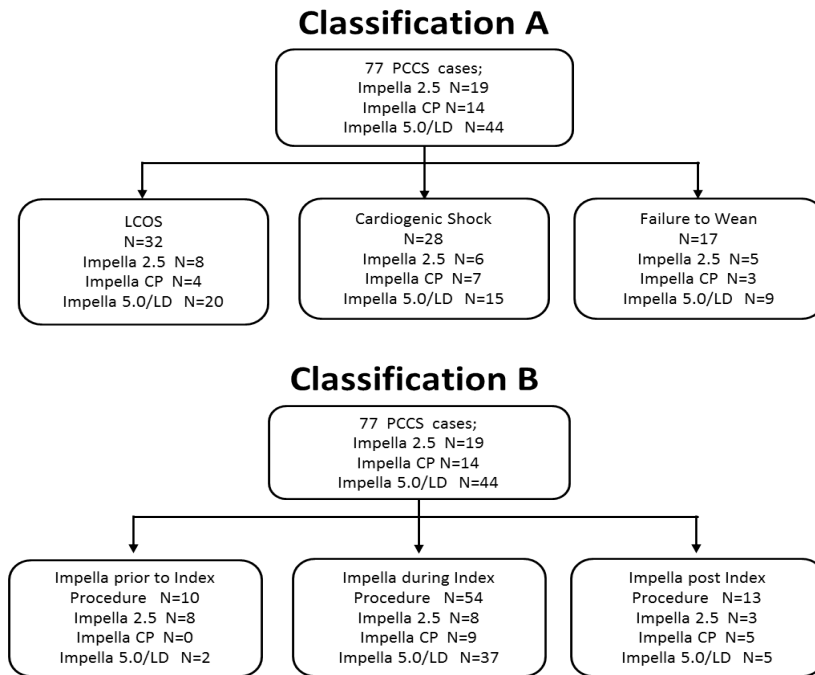 Classification A
77 PCCS cases;
Impella 2.5 N=19
Impella CP N=14
Impella 5.0/LD N=44
LCOS
N=32
Impella 2.5 N=8
Impella CP N=4
Impella 5.0/LD N=20
Cardiogenic Shock
N=28
Impella 2.5 N=6
Impella CP N=7
Impella 5.0/LD N=15
Failure to Wean
N=17
Impella 2.5 N=5
Impella CP N=3
Impella 5.0/LD N=9
Classification B
77 PCCS cases;
Impella 2.5 N=19
Impella CP N=14
Impella 5.0/LD N=44
Impella prior to Index
Procedure N=10
Impella 2.5 N=8
Impella CP N=0
Impella 5.0/LD N=2
Impella during Index
Procedure N=54
Impella 2.5 N=8
Impella CP N=9
Impella 5.0/LD N=37
Impella post Index
Procedure N=13
Impella 2.5 N=3
Impella CP N=5
Impella 5.0/LD N=5